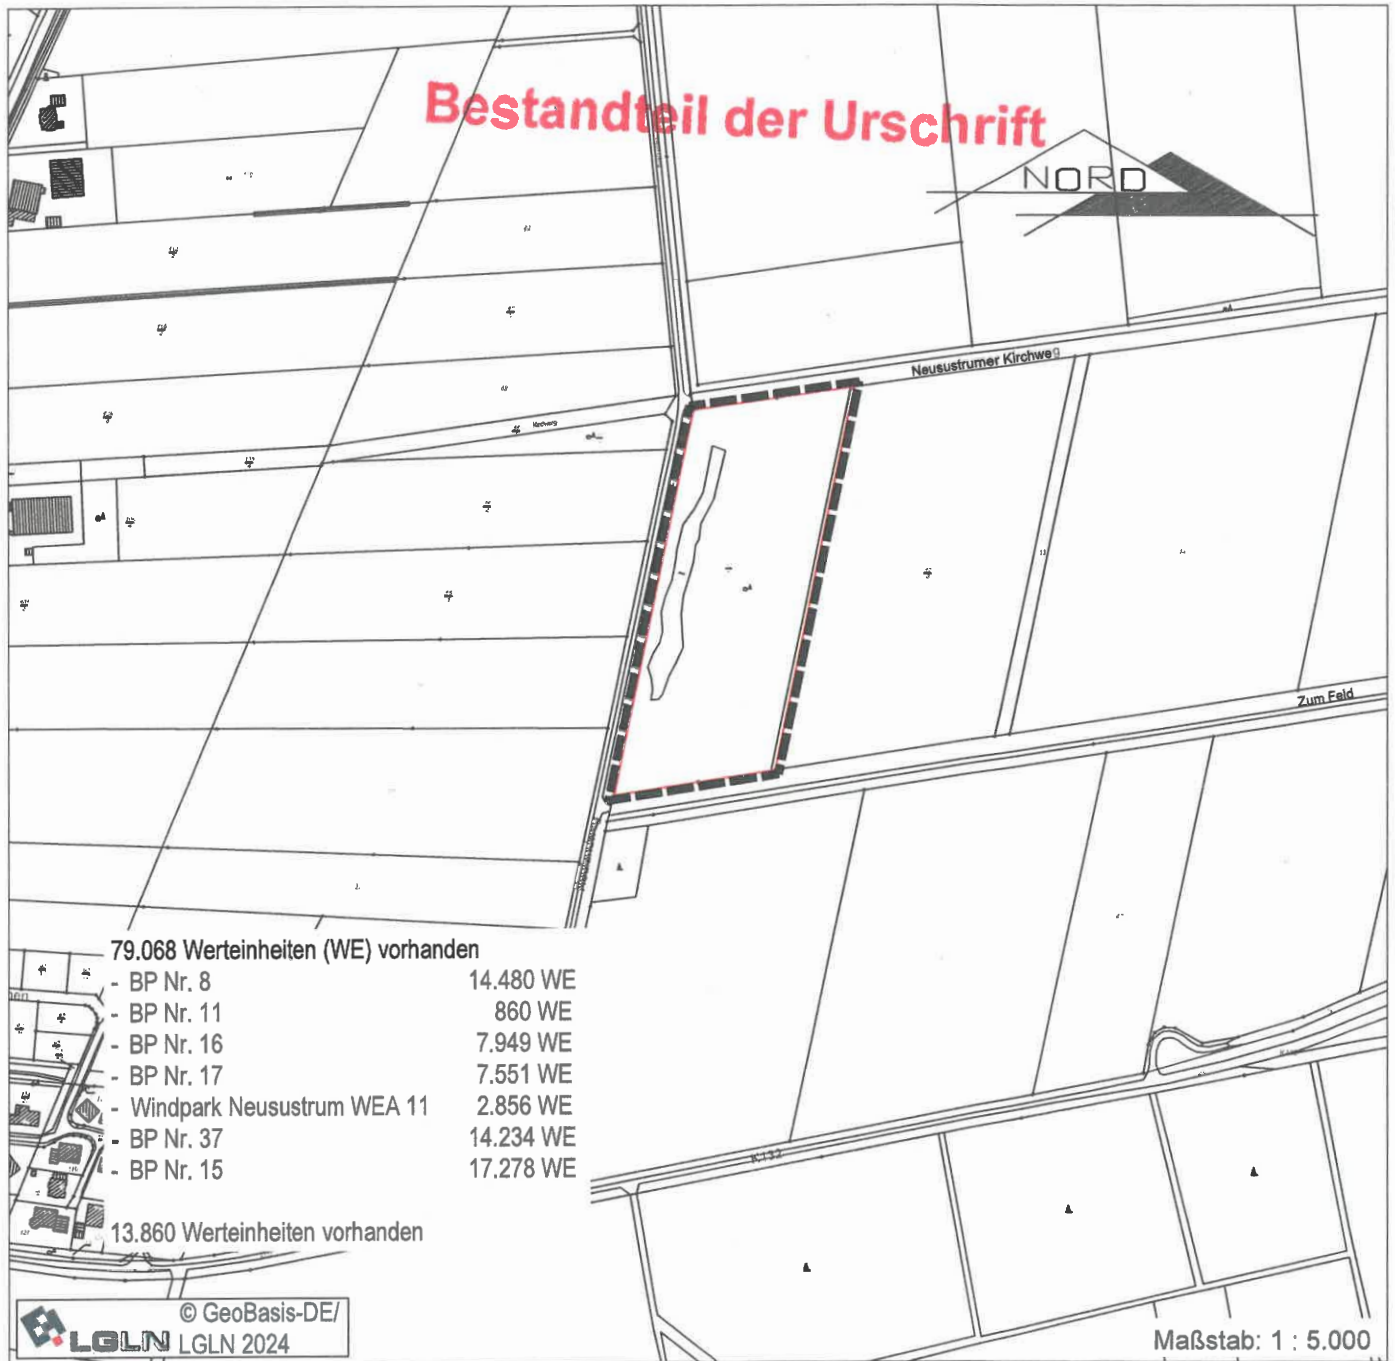 Bestandteil der Urschrift
NORD
Neusustrumer Kirchweg
Zum Feld
79.068 Werteinheiten (WE) vorhanden
- BP Nr. 8 14.480 WE
- BP Nr. 11 860 WE
- BP Nr. 16 7.949 WE
- BP Nr. 17 7.551 WE
- Windpark Neusustrum WEA 11 2.856 WE
- BP Nr. 37 14.234 WE
- BP Nr. 15 17.278 WE
13.860 Werteinheiten vorhanden
K 132
© GeoBasis-DE/
LGLN LGLN 2024
Maßstab: 1 : 5.000